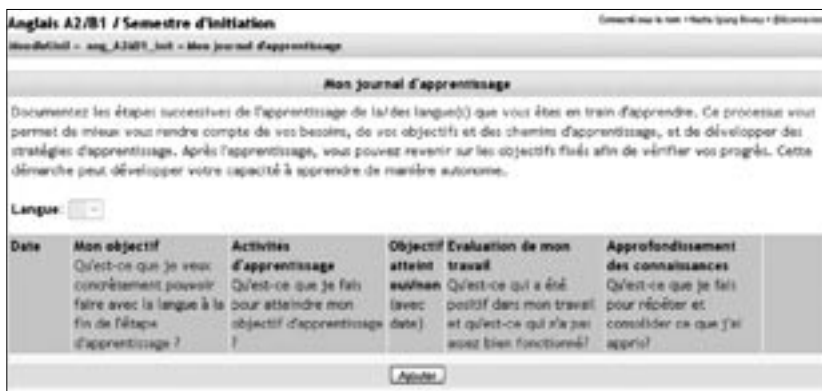 Anglais A2/B1 / Semestre d'initiation
Connecté sous le nom
ang_A2AB1_init » Mon journal d'apprentissage
Mon journal d'apprentissage
Documentez les étapes successives de l'apprentissage de la/des langue(s) que vous êtes en train d'apprendre. Ce processus vous
permet de mieux vous rendre compte de vos besoins, de vos objectifs et des chemins d'apprentissage, et de développer des
stratégies d'apprentissage. Après l'apprentissage, vous pouvez revenir sur les objectifs fixés afin de vérifier vos progrès. Cette
démarche peut développer votre capacité à apprendre de manière autonome.
Langue:
Date
Mon objectif
Qu'est-ce que je veux
concrètement pouvoir
faire avec la langue à la
fin de l'étape
d'apprentissage ?
Activités
d'apprentissage
Qu'est-ce que je fais
pour atteindre mon
objectif d'apprentissage
?
Objectif
atteint
oui/non
(avec
date)
Evaluation de mon
travail
Qu'est-ce qui a été
positif dans mon travail
et qu'est-ce qui n'a pas
assez bien fonctionné?
Approfondissement
des connaissances
Qu'est-ce que je fais
pour répéter et
consolider ce que j'ai
appris?
Ajouter